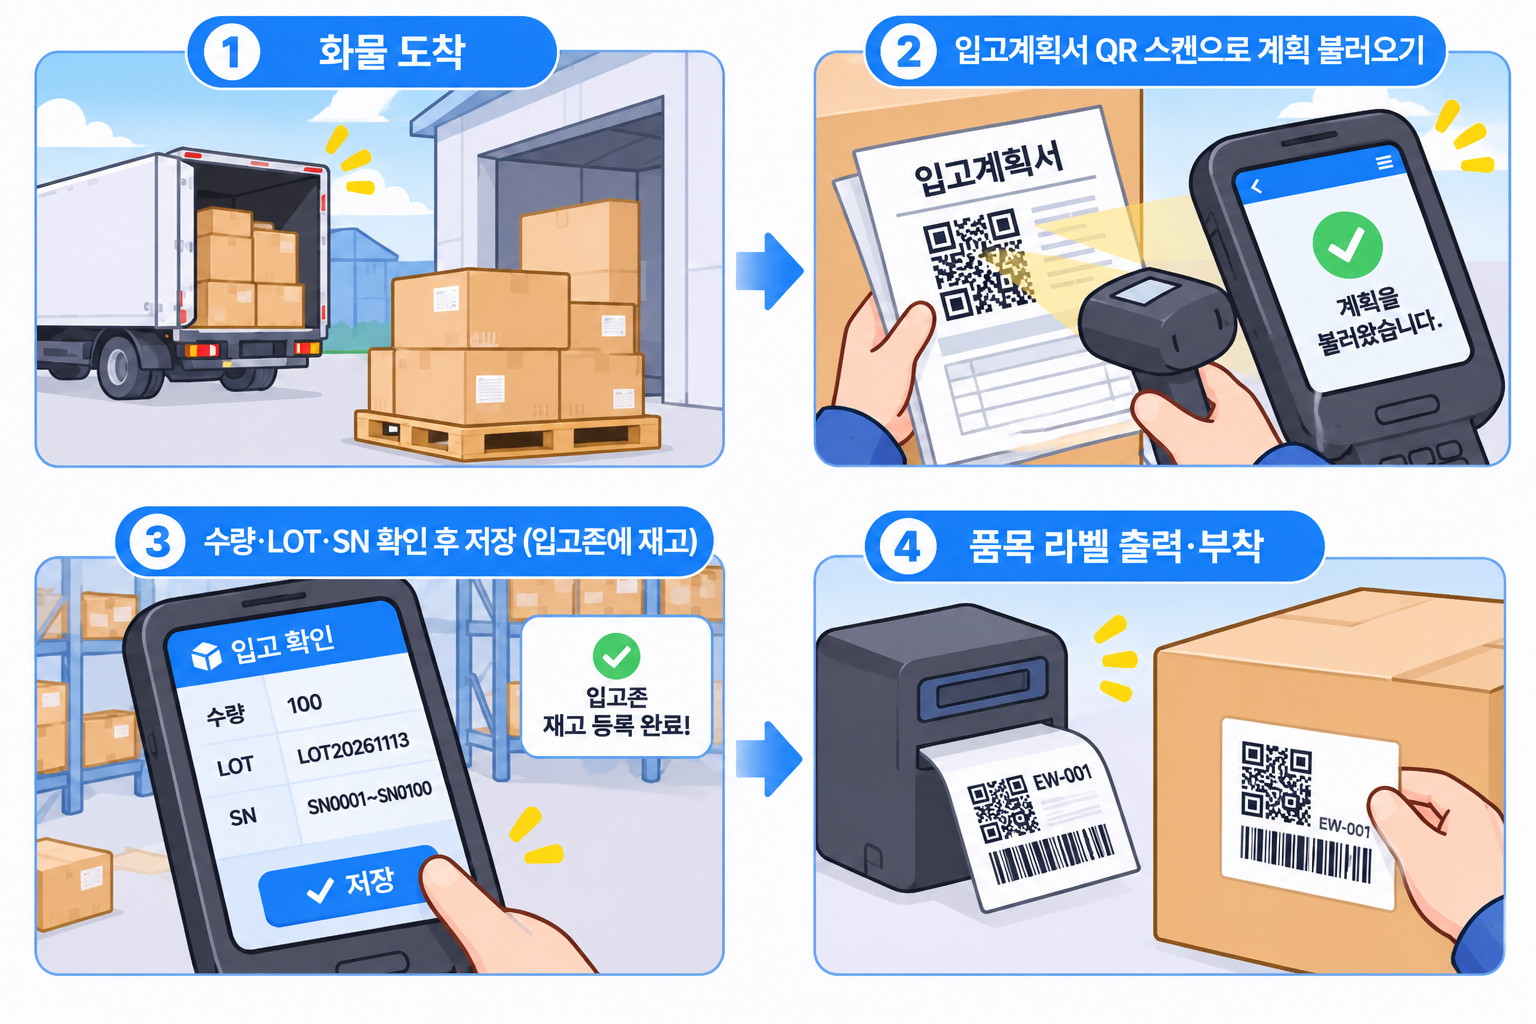 1 화물 도착
2 입고계획서 QR 스캔으로 계획 불러오기
입고계획서
계획을
불러왔습니다.
3 수량·LOT·SN 확인 후 저장 (입고존에 재고)
입고 확인
수량 100
LOT LOT20261113
SN SN0001~SN0100
저장
입고존
재고 등록 완료!
4 품목 라벨 출력·부착
EW-001
EW-001